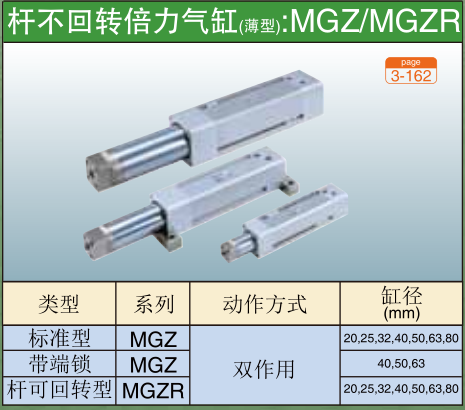 杆不回转倍力气缸(薄型):MGZ/MGZR
page
3-162
类型 系列 动作方式 缸径
(mm)
标准型 MGZ 双作用 20,25,32,40,50,63,80
带端锁 MGZ 40,50,63
杆可回转型 MGZR 20,25,32,40,50,63,80